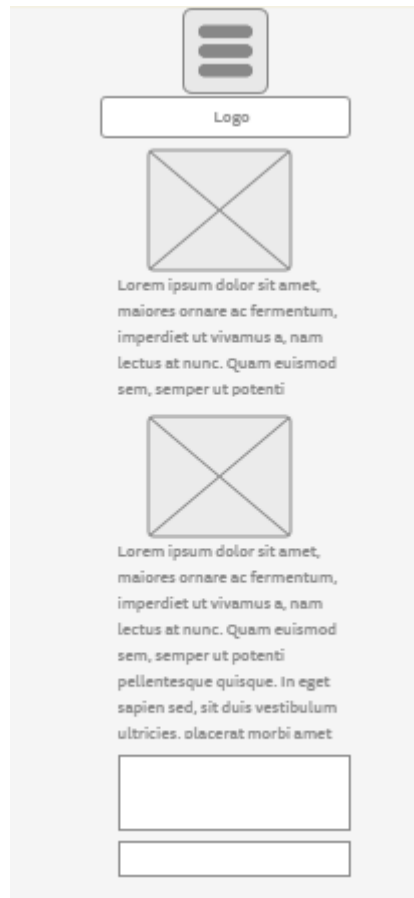 Logo
Lorem ipsum dolor sit amet,
maiores ornare ac fermentum,
imperdiet ut vivamus a, nam
lectus at nunc. Quam euismod
sem, semper ut potenti
Lorem ipsum dolor sit amet,
maiores ornare ac fermentum,
imperdiet ut vivamus a, nam
lectus at nunc. Quam euismod
sem, semper ut potenti
pellentesque quisque. In eget
sapien sed, sit duis vestibulum
ultricies, placerat morbi amet